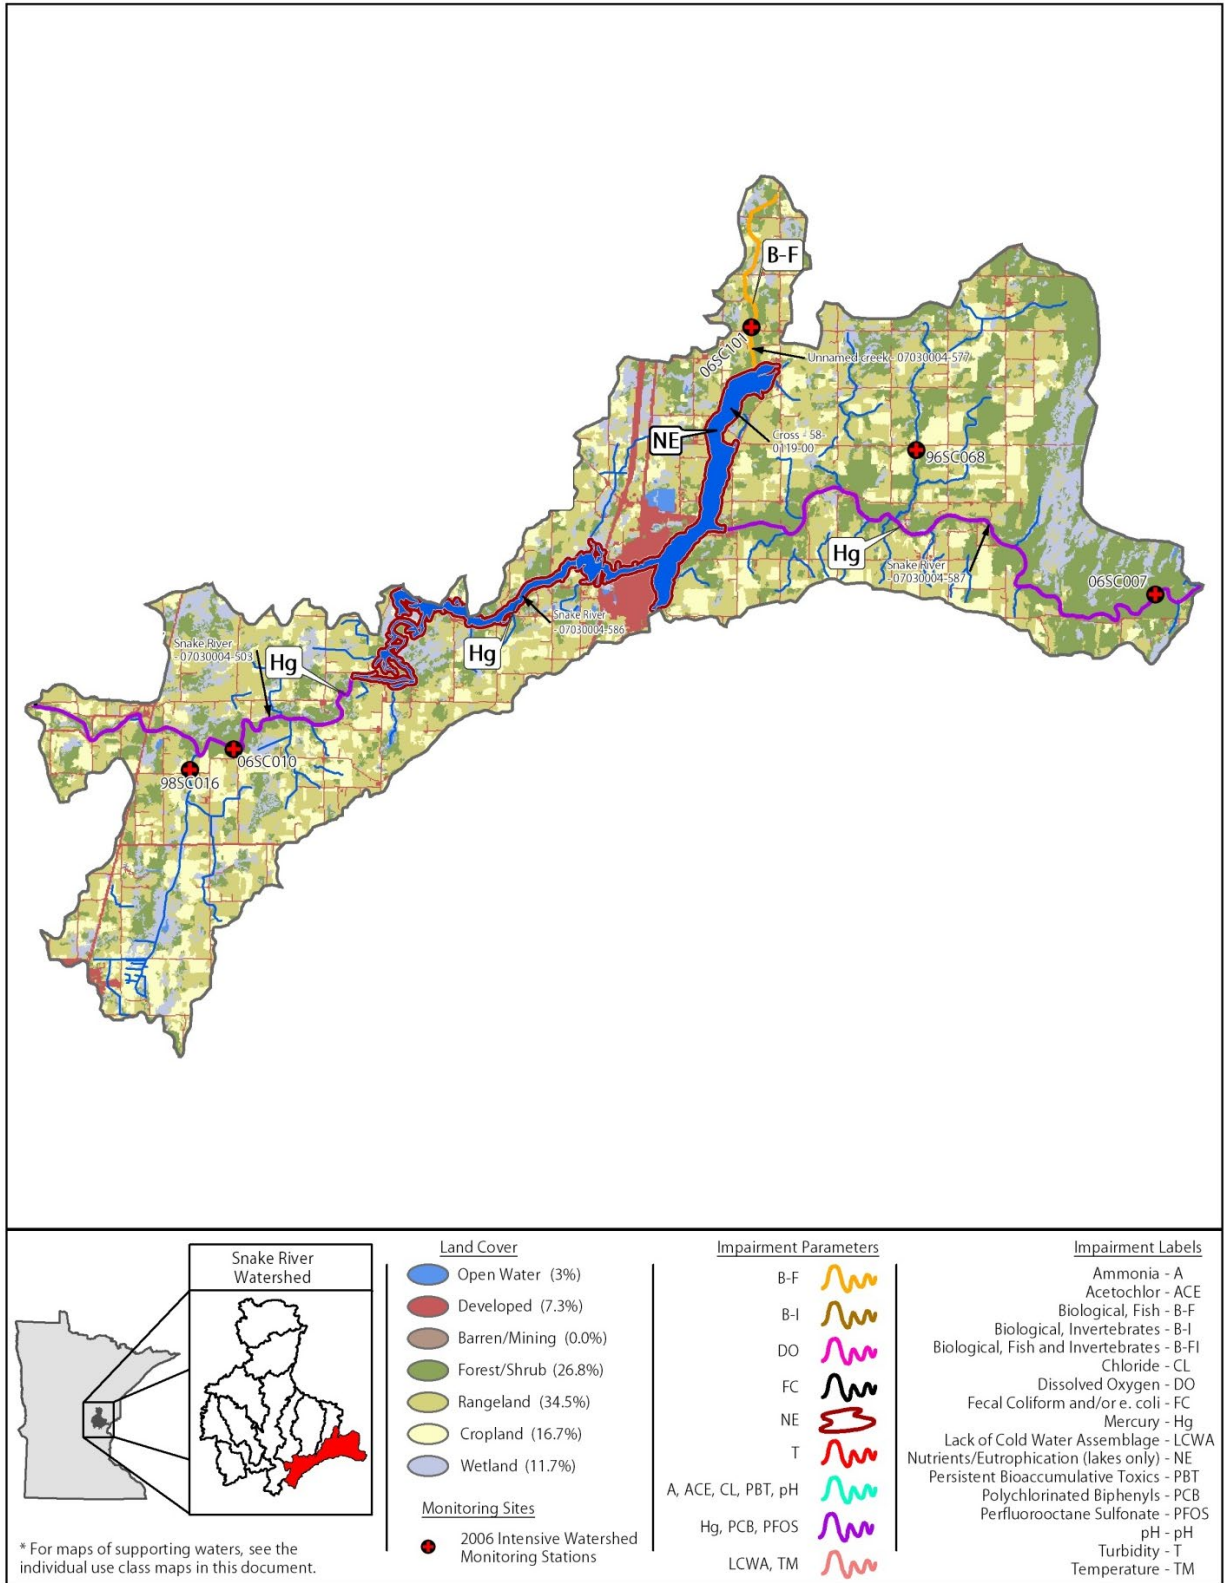 B-F
06SC101
Unnamed creek - 07030004-577
NE
Cross - 58-
0119-00
96SC068
Hg
Snake River
- 07030004-587
06SC007
Snake River
- 07030004-586
Hg
Snake River
- 07030004-503
Hg
06SC010
98SC016
Snake River
Watershed
* For maps of supporting waters, see the
individual use class maps in this document.
Land Cover
Open Water (3%)
Developed (7.3%)
Barren/Mining (0.0%)
Forest/Shrub (26.8%)
Rangeland (34.5%)
Cropland (16.7%)
Wetland (11.7%)
Monitoring Sites
2006 Intensive Watershed
Monitoring Stations
Impairment Parameters
B-F
B-I
DO
FC
NE
T
A, ACE, CL, PBT, pH
Hg, PCB, PFOS
LCWA, TM
Impairment Labels
Ammonia - A
Acetochlor - ACE
Biological, Fish - B-F
Biological, Invertebrates - B-I
Biological, Fish and Invertebrates - B-FI
Chloride - CL
Dissolved Oxygen - DO
Fecal Coliform and/or e. coli - FC
Mercury - Hg
Lack of Cold Water Assemblage - LCWA
Nutrients/Eutrophication (lakes only) - NE
Persistent Bioaccumulative Toxics - PBT
Polychlorinated Biphenyls - PCB
Perfluorooctane Sulfonate - PFOS
pH - pH
Turbidity - T
Temperature - TM